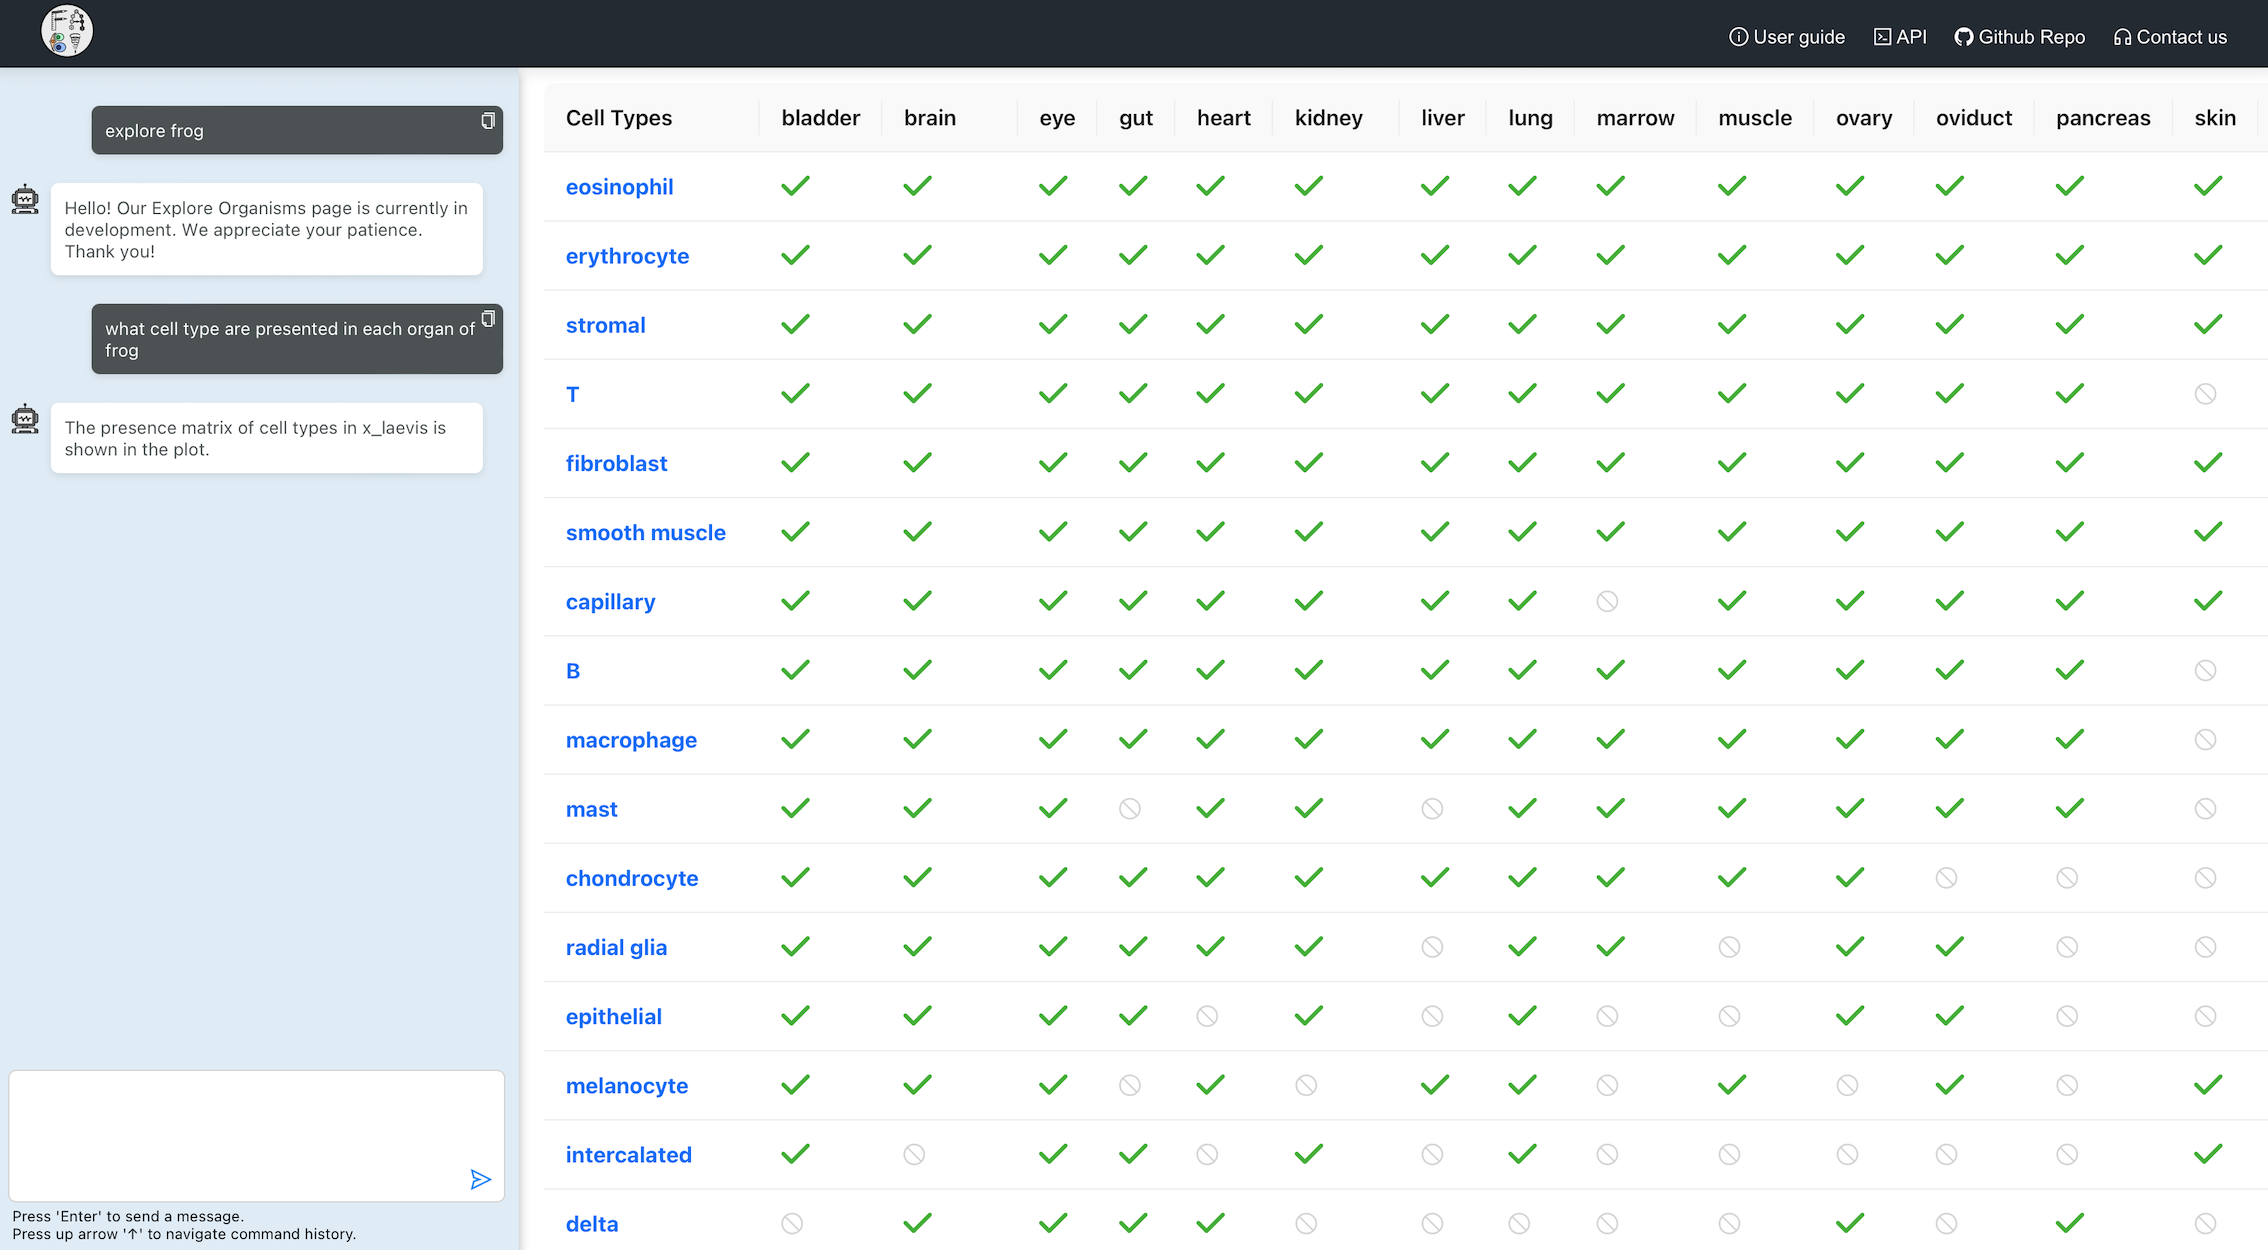 User guide API Github Repo Contact us
explore frog
Hello! Our Explore Organisms page is currently in
development. We appreciate your patience.
Thank you!
what cell type are presented in each organ of
frog
The presence matrix of cell types in x_laevis is
shown in the plot.
Press 'Enter' to send a message.
Press up arrow '↑' to navigate command history.
Cell Types bladder brain eye gut heart kidney liver lung marrow muscle ovary oviduct pancreas skin
eosinophil
erythrocyte
stromal
T
fibroblast
smooth muscle
capillary
B
macrophage
mast
chondrocyte
radial glia
epithelial
melanocyte
intercalated
delta